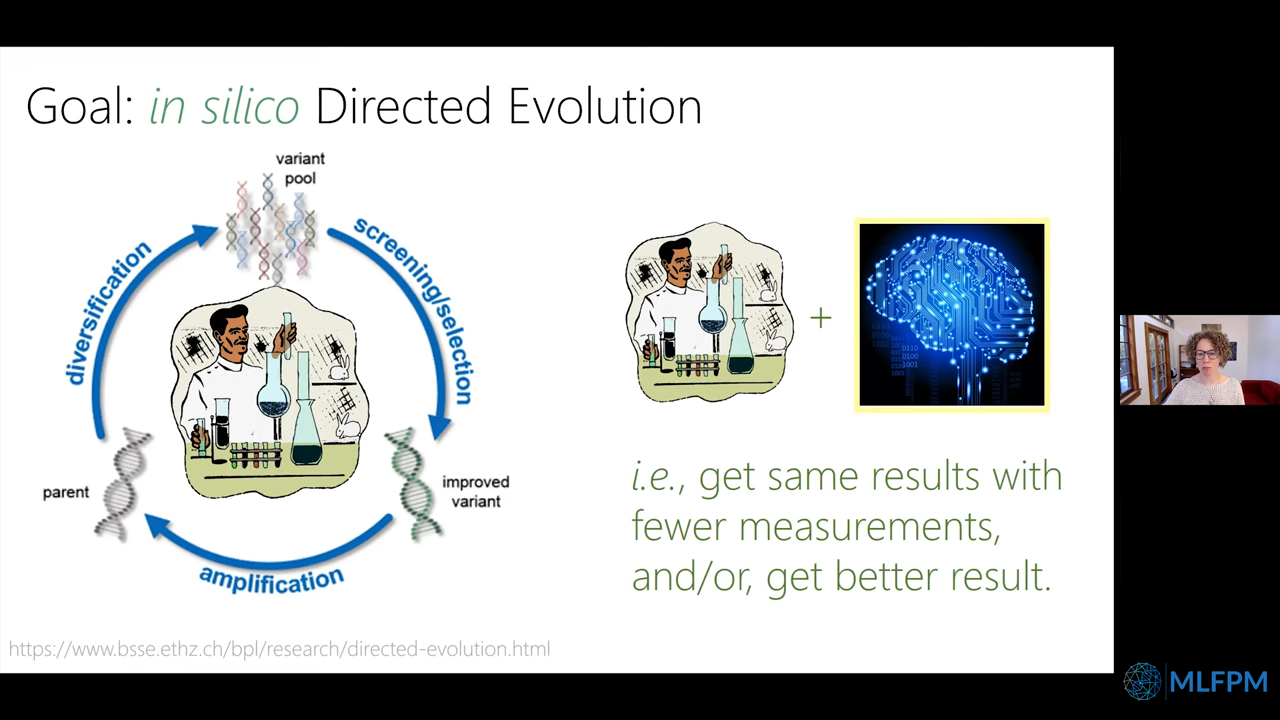 Goal: in silico Directed Evolution
variant
pool
diversification
screening/selection
parent
improved
variant
amplification
+
i.e., get same results with
fewer measurements,
and/or, get better result.
https://www.bsse.ethz.ch/bpl/research/directed-evolution.html
MLFPM